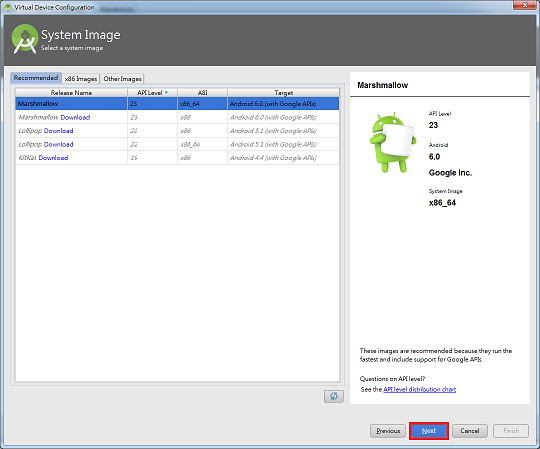 Virtual Device Configuration
System Image
Select a system image
Recommended x86 Images Other Images
Release Name API Level ABI Target
Marshmallow 23 x86_64 Android 6.0 (with Google APIs)
Marshmallow Download 23 x86 Android 6.0 (with Google APIs)
Lollipop Download 22 x86 Android 5.1 (with Google APIs)
Lollipop Download 22 x86_64 Android 5.1 (with Google APIs)
KitKat Download 19 x86 Android 4.4 (with Google APIs)
Marshmallow
API Level
23
Android
6.0
Google Inc.
System Image
x86_64
These images are recommended because they run the
fastest and include support for Google APIs
Questions on API level?
See the API level distribution chart
Previous Next Cancel Finish